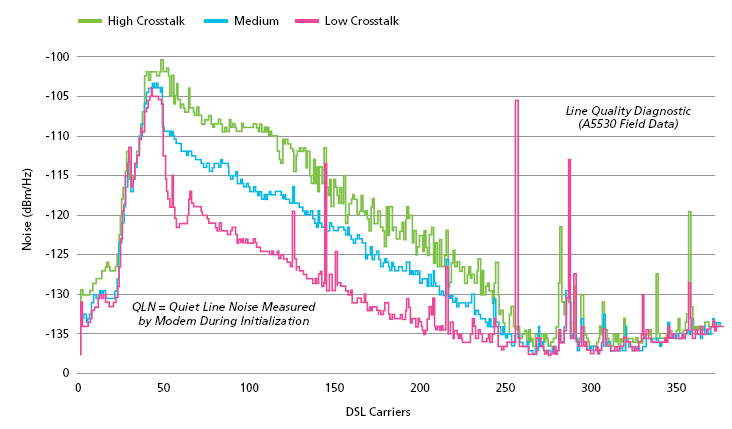 High Crosstalk Medium Low Crosstalk
-100
-105
-110
-115
-120
-125
-130
-135
0
Noise (dBm/Hz)
Line Quality Diagnostic
(A5530 Field Data)
QLN = Quiet Line Noise Measured
by Modem During Initialization
0 50 100 150 200 250 300 350
DSL Carriers